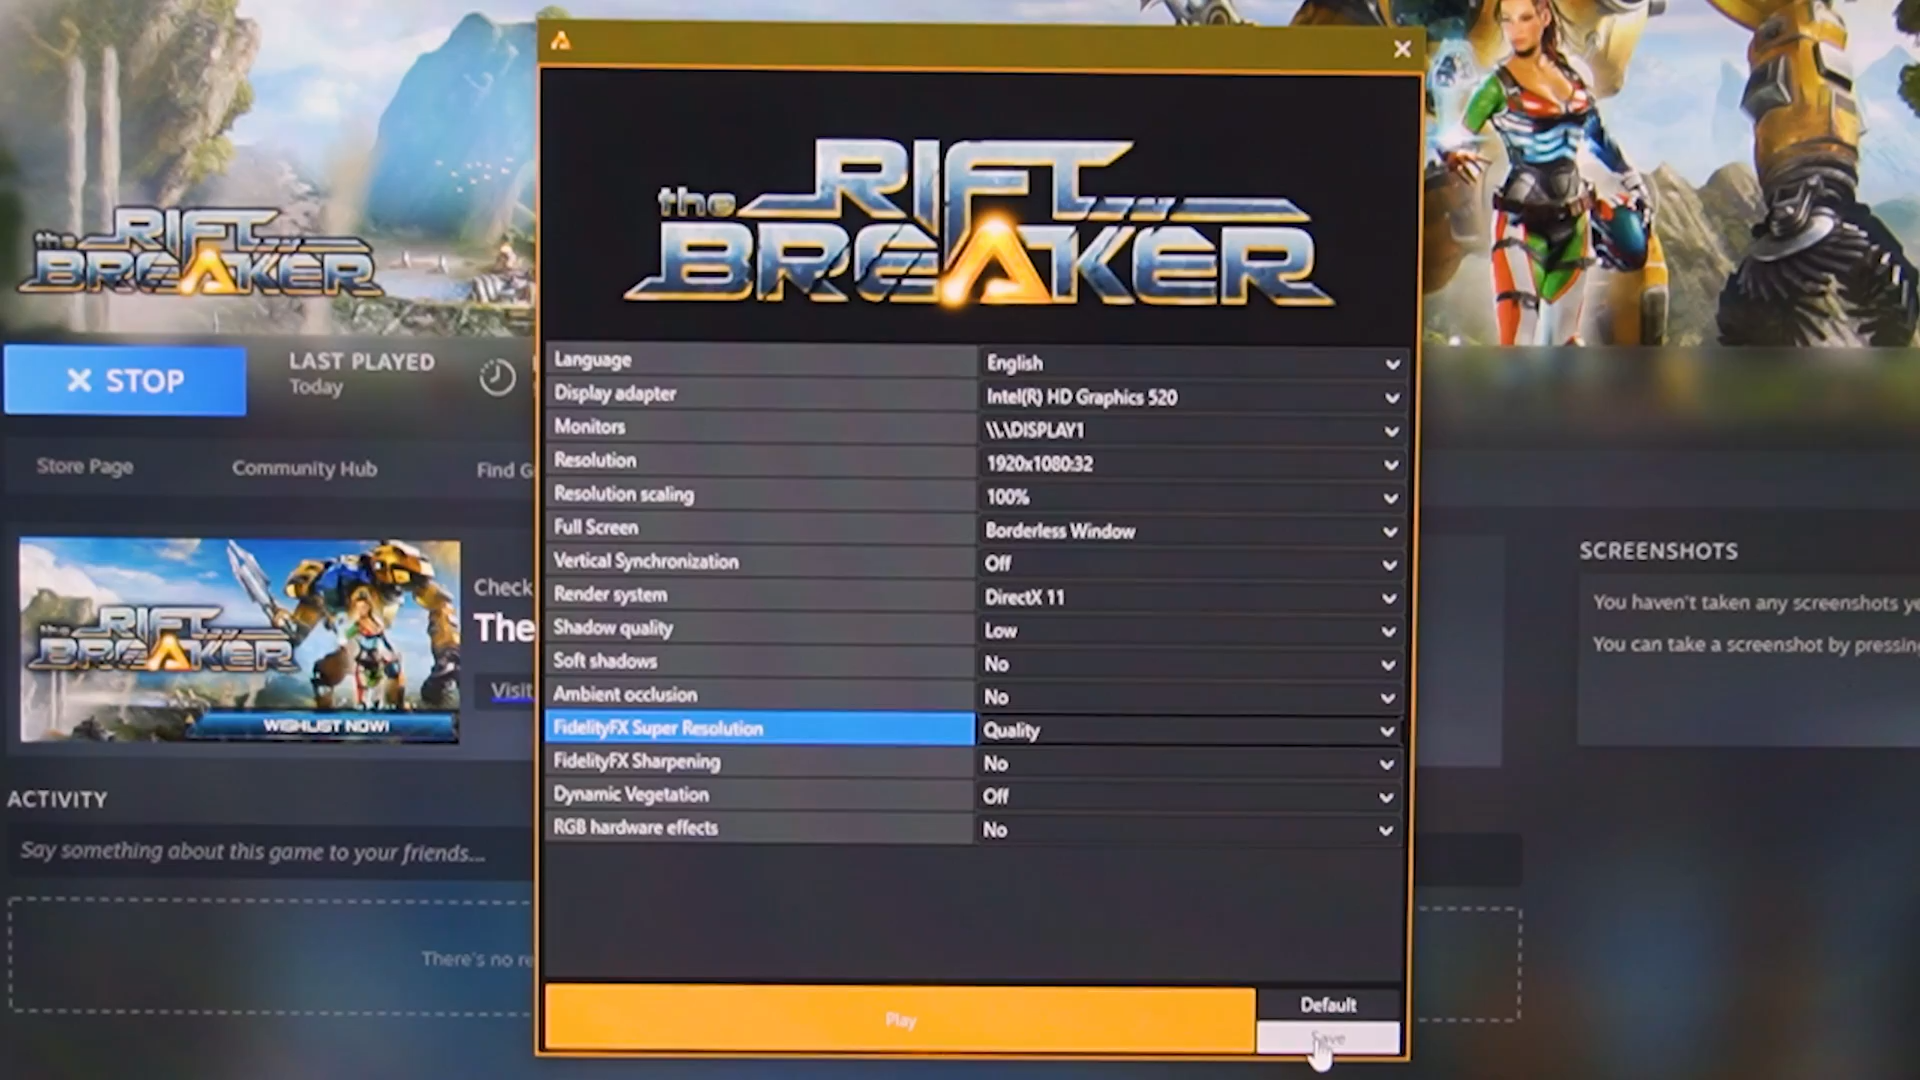 the RIFT BREAKER
the RIFT BREAKER
STOP
LAST PLAYED
Today
Store Page
Community Hub
Find G
the RIFT BREAKER
WISHLIST NOW!
Check
The
Visit
ACTIVITY
Say something about this game to your friends...
There's no re
Language English
Display adapter Intel(R) HD Graphics 520
Monitors \\.\DISPLAY1
Resolution 1920x1080:32
Resolution scaling 100%
Full Screen Borderless Window
Vertical Synchronization Off
Render system DirectX 11
Shadow quality Low
Soft shadows No
Ambient occlusion No
FidelityFX Super Resolution Quality
FidelityFX Sharpening No
Dynamic Vegetation Off
RGB hardware effects No
Play
Default
Save
SCREENSHOTS
You haven't taken any screenshots ye
You can take a screenshot by pressing